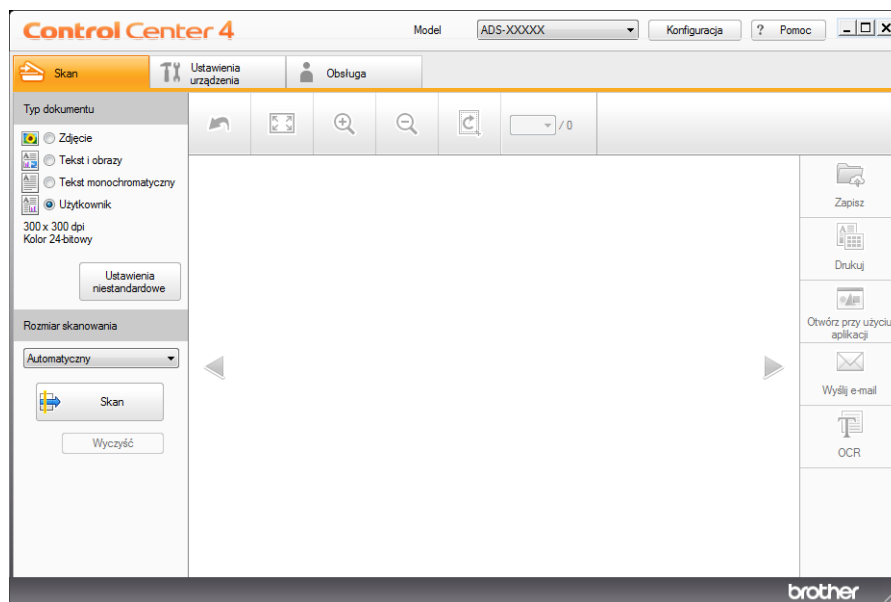 Control Center 4
Model
ADS-XXXXX
Konfiguracja
? Pomoc
Skan
Ustawienia
urządzenia
Obsługa
Typ dokumentu
/ 0
Zdjęcie
Tekst i obrazy
Tekst monochromatyczny
Użytkownik
300 x 300 dpi
Kolor 24-bitowy
Ustawienia
niestandardowe
Rozmiar skanowania
Automatyczny
Skan
Wyczyść
Zapisz
Drukuj
Otwórz przy użyciu
aplikacji
Wyślij e-mail
OCR
brother